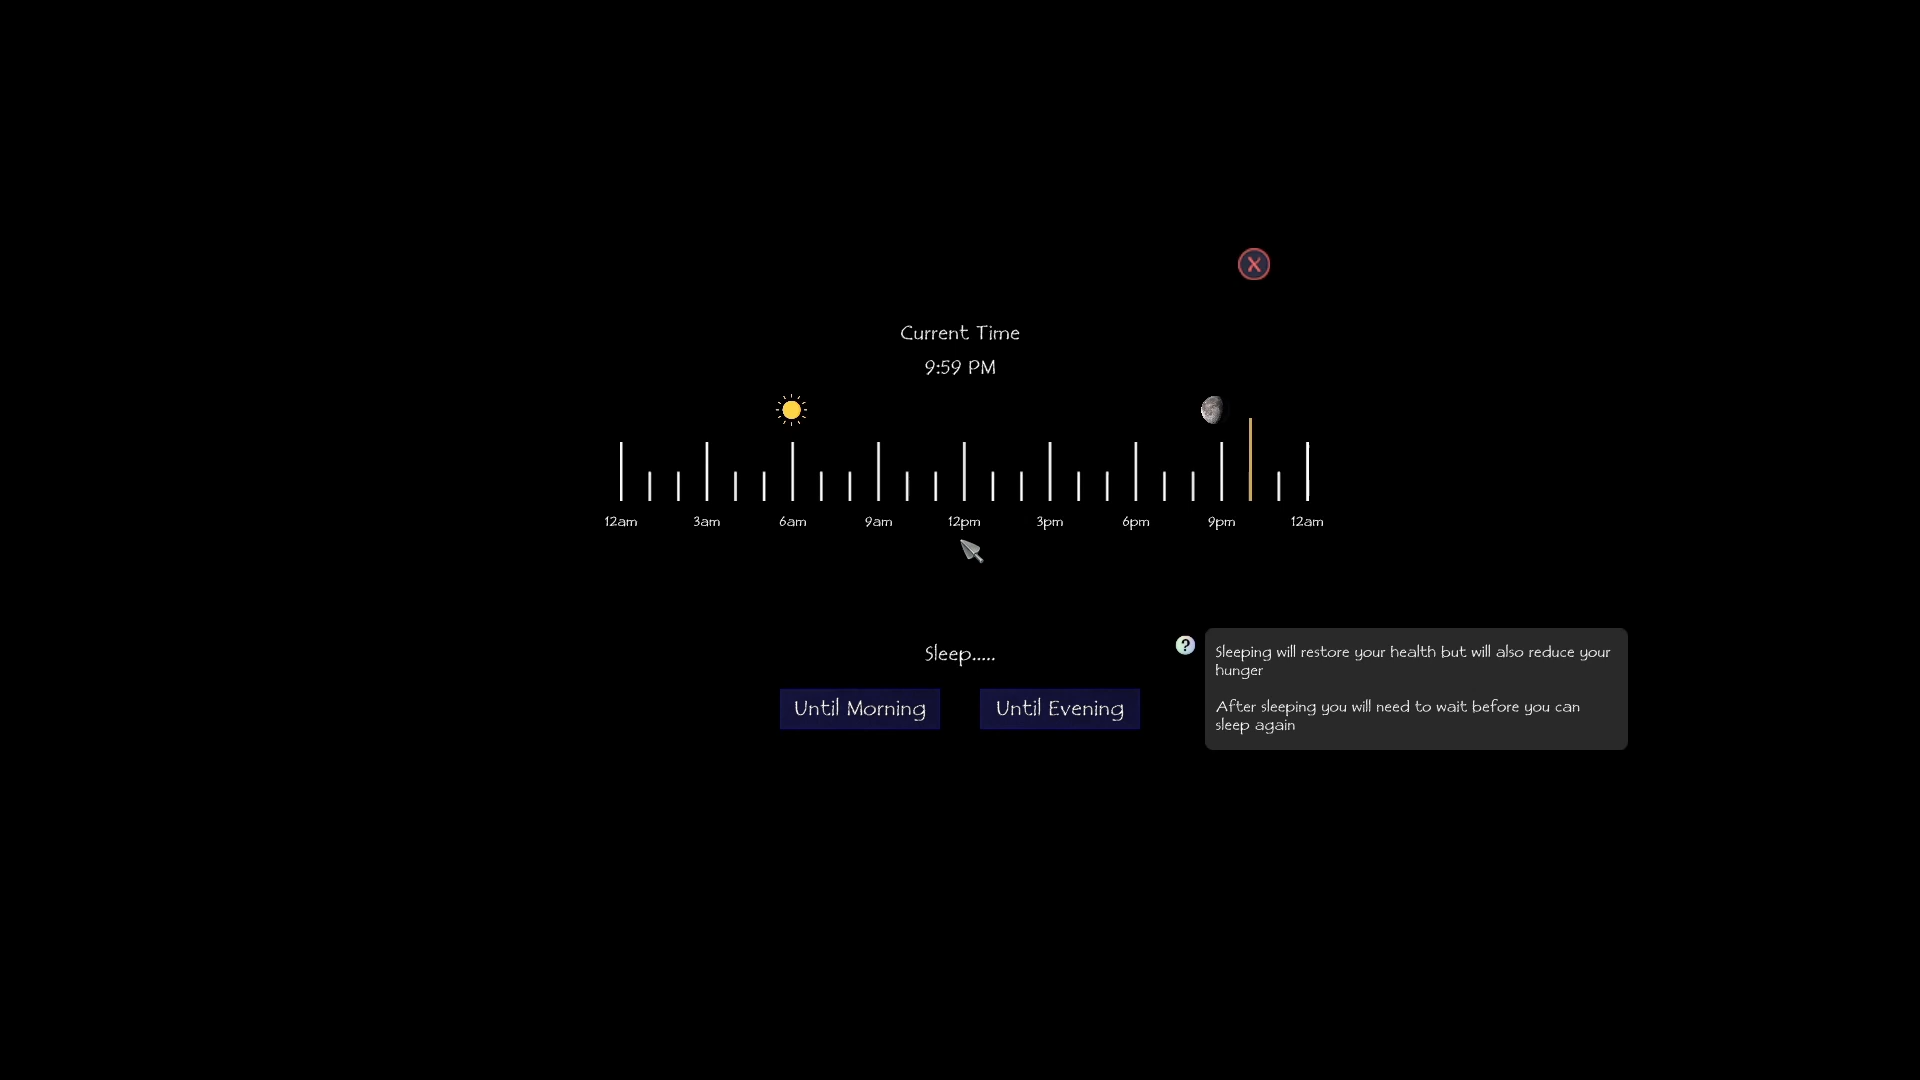 X
Current Time
9:59 PM
12am 3am 6am 9am 12pm 3pm 6pm 9pm 12am
Sleep.....
Until Morning
Until Evening
?
Sleeping will restore your health but will also reduce your
hunger
After sleeping you will need to wait before you can
sleep again